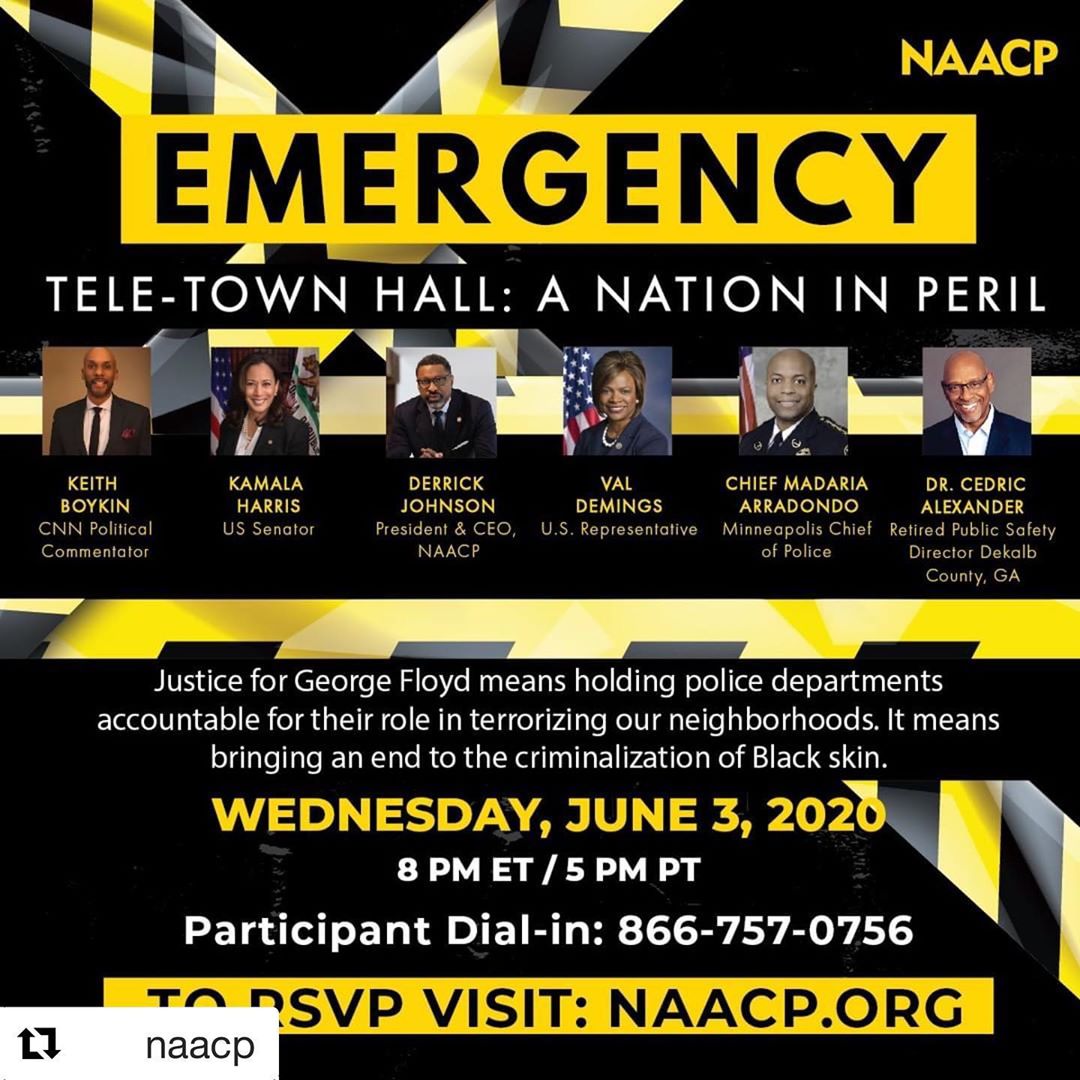 NAACP
EMERGENCY
TELE-TOWN HALL: A NATION IN PERIL
KEITH
BOYKIN
CNN Political
Commentator
KAMALA
HARRIS
US Senator
DERRICK
JOHNSON
President & CEO,
NAACP
VAL
DEMINGS
U.S. Representative
CHIEF MADARIA
ARRADONDO
Minneapolis Chief
of Police
DR. CEDRIC
ALEXANDER
Retired Public Safety
Director Dekalb
County, GA
Justice for George Floyd means holding police departments
accountable for their role in terrorizing our neighborhoods. It means
bringing an end to the criminalization of Black skin.
WEDNESDAY, JUNE 3, 2020
8 PM ET / 5 PM PT
Participant Dial-in: 866-757-0756
TO RSVP VISIT: NAACP.ORG
naacp